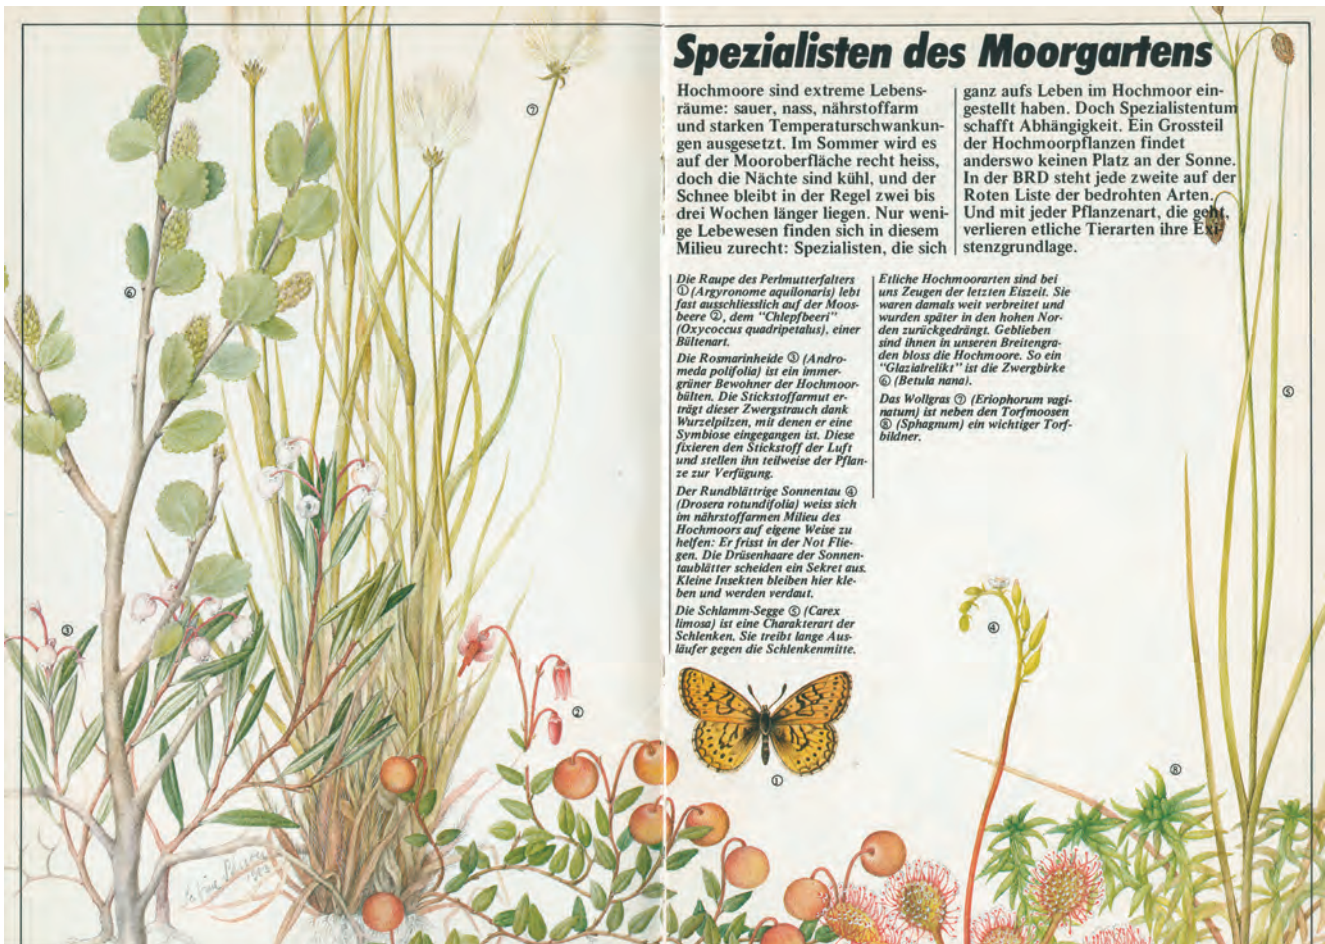 Spezialisten des Moorgartens
Hochmoore sind extreme Lebens-
räume: sauer, nass, nährstoffarm
und starken Temperaturschwankun-
gen ausgesetzt. Im Sommer wird es
auf der Mooroberfläche recht heiss,
doch die Nächte sind kühl, und der
Schnee bleibt in der Regel zwei bis
drei Wochen länger liegen. Nur weni-
ge Lebewesen finden sich in diesem
Milieu zurecht: Spezialisten, die sich
ganz aufs Leben im Hochmoor ein-
gestellt haben. Doch Spezialistentum
schafft Abhängigkeit. Ein Grossteil
der Hochmoorpflanzen findet
anderswo keinen Platz an der Sonne.
In der BRD steht jede zweite auf der
Roten Liste der bedrohten Arten.
Und mit jeder Pflanzenart, die geht,
verlieren etliche Tierarten ihre Exi-
stenzgrundlage.
Die Raupe des Perlmutterfalters
① (Argyronome aquilonaris) lebt
fast ausschliesslich auf der Moos-
beere ②, dem "Chlepfbeeri"
(Oxycoccus quadripetalus), einer
Bültenart.
Die Rosmarinheide ③ (Andro-
meda polifolia) ist ein immer-
grüner Bewohner der Hochmoor-
bülten. Die Stickstoffarmut er-
trägt dieser Zwergstrauch dank
Wurzelpilzen, mit denen er eine
Symbiose eingegangen ist. Diese
fixieren den Stickstoff der Luft
und stellen ihn teilweise der Pflan-
ze zur Verfügung.
Der Rundblättrige Sonnentau ④
(Drosera rotundifolia) weiss sich
im nährstoffarmen Milieu des
Hochmoors auf eigene Weise zu
helfen: Er frisst in der Not Flie-
gen. Die Drüsenhaare der Sonnen-
taublätter scheiden ein Sekret aus.
Kleine Insekten bleiben hier kle-
ben und werden verdaut.
Die Schlamm-Segge ⑤ (Carex
limosa) ist eine Charakterart der
Schlenken. Sie treibt lange Aus-
läufer gegen die Schlenkenmitte.
Etliche Hochmoorarten sind bei
uns Zeugen der letzten Eiszeit. Sie
waren damals weit verbreitet und
wurden später in den hohen Nor-
den zurückgedrängt. Geblieben
sind ihnen in unseren Breitengra-
den bloss die Hochmoore. So ein
"Glazialrelikt" ist die Zwergbirke
⑥ (Betula nana).
Das Wollgras ⑦ (Eriophorum vagi-
natum) ist neben den Torfmoosen
⑧ (Sphagnum) ein wichtiger Torf-
bildner.
⑦
⑥
⑤
③
④
②
⑧
①